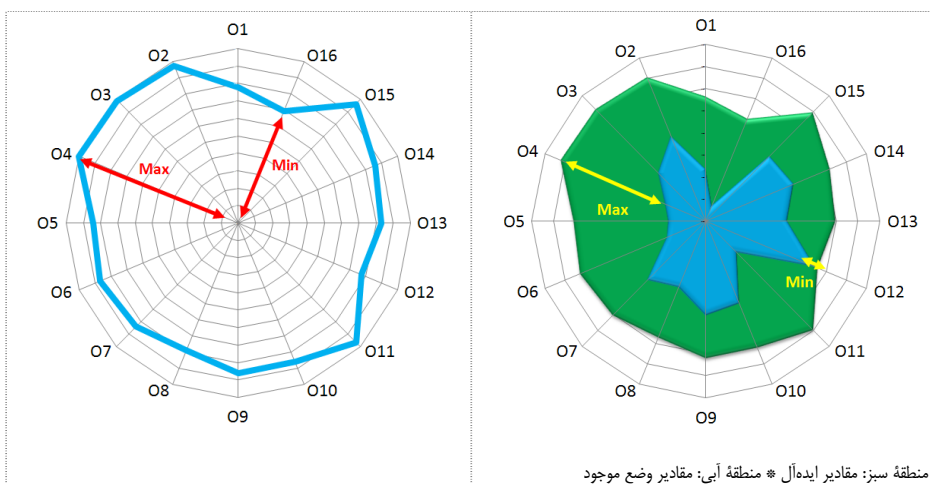 O1
O2
O3
O4
O5
O6
O7
O8
O9
O10
O11
O12
O13
O14
O15
O16
Max
Min
O1
O2
O3
O4
O5
O6
O7
O8
O9
O10
O11
O12
O13
O14
O15
O16
Max
Min
منطقۀ سبز: مقادیر ایده‌آل * منطقۀ آبی: مقادیر وضع موجود